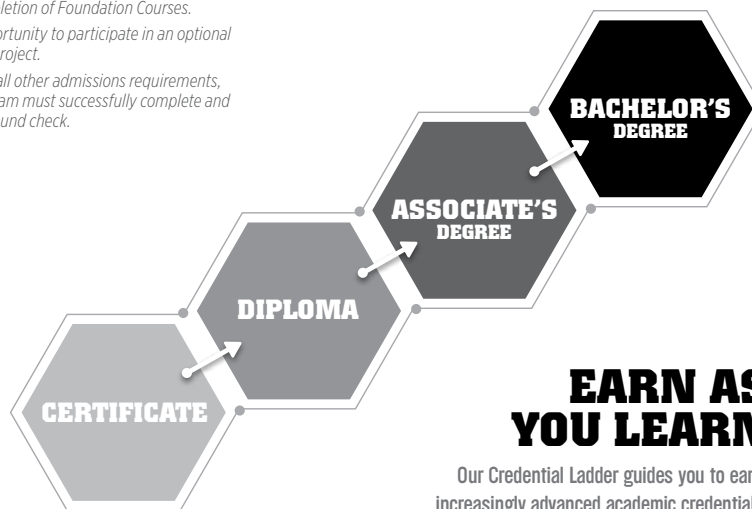 letion of Foundation Courses.
ortunity to participate in an optional
roject.
all other admissions requirements,
am must successfully complete and
und check.
BACHELOR'S
DEGREE
ASSOCIATE'S
DEGREE
DIPLOMA
CERTIFICATE
EARN AS
YOU LEARN
Our Credential Ladder guides you to ear
increasingly advanced academic credential